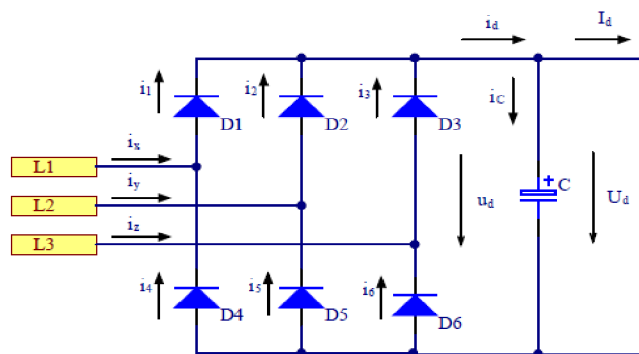 id Id
i1 i2 i3 iC
D1 D2 D3
ix
L1
iy
L2
iz
L3
ud + C Ud
i4 i5 i6
D4 D5 D6